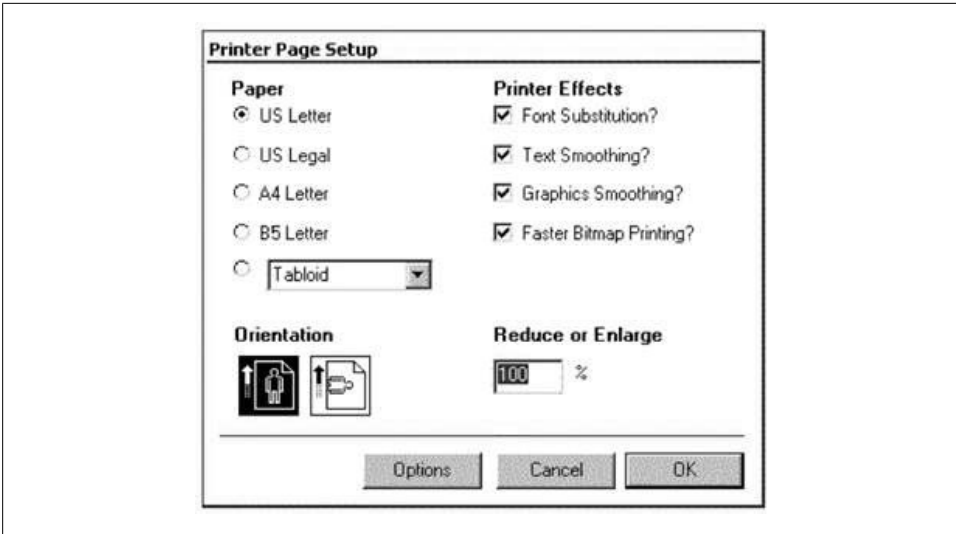 Printer Page Setup
Paper
US Letter
US Legal
A4 Letter
B5 Letter
Tabloid
Printer Effects
Font Substitution?
Text Smoothing?
Graphics Smoothing?
Faster Bitmap Printing?
Orientation
Reduce or Enlarge
100 %
Options Cancel OK